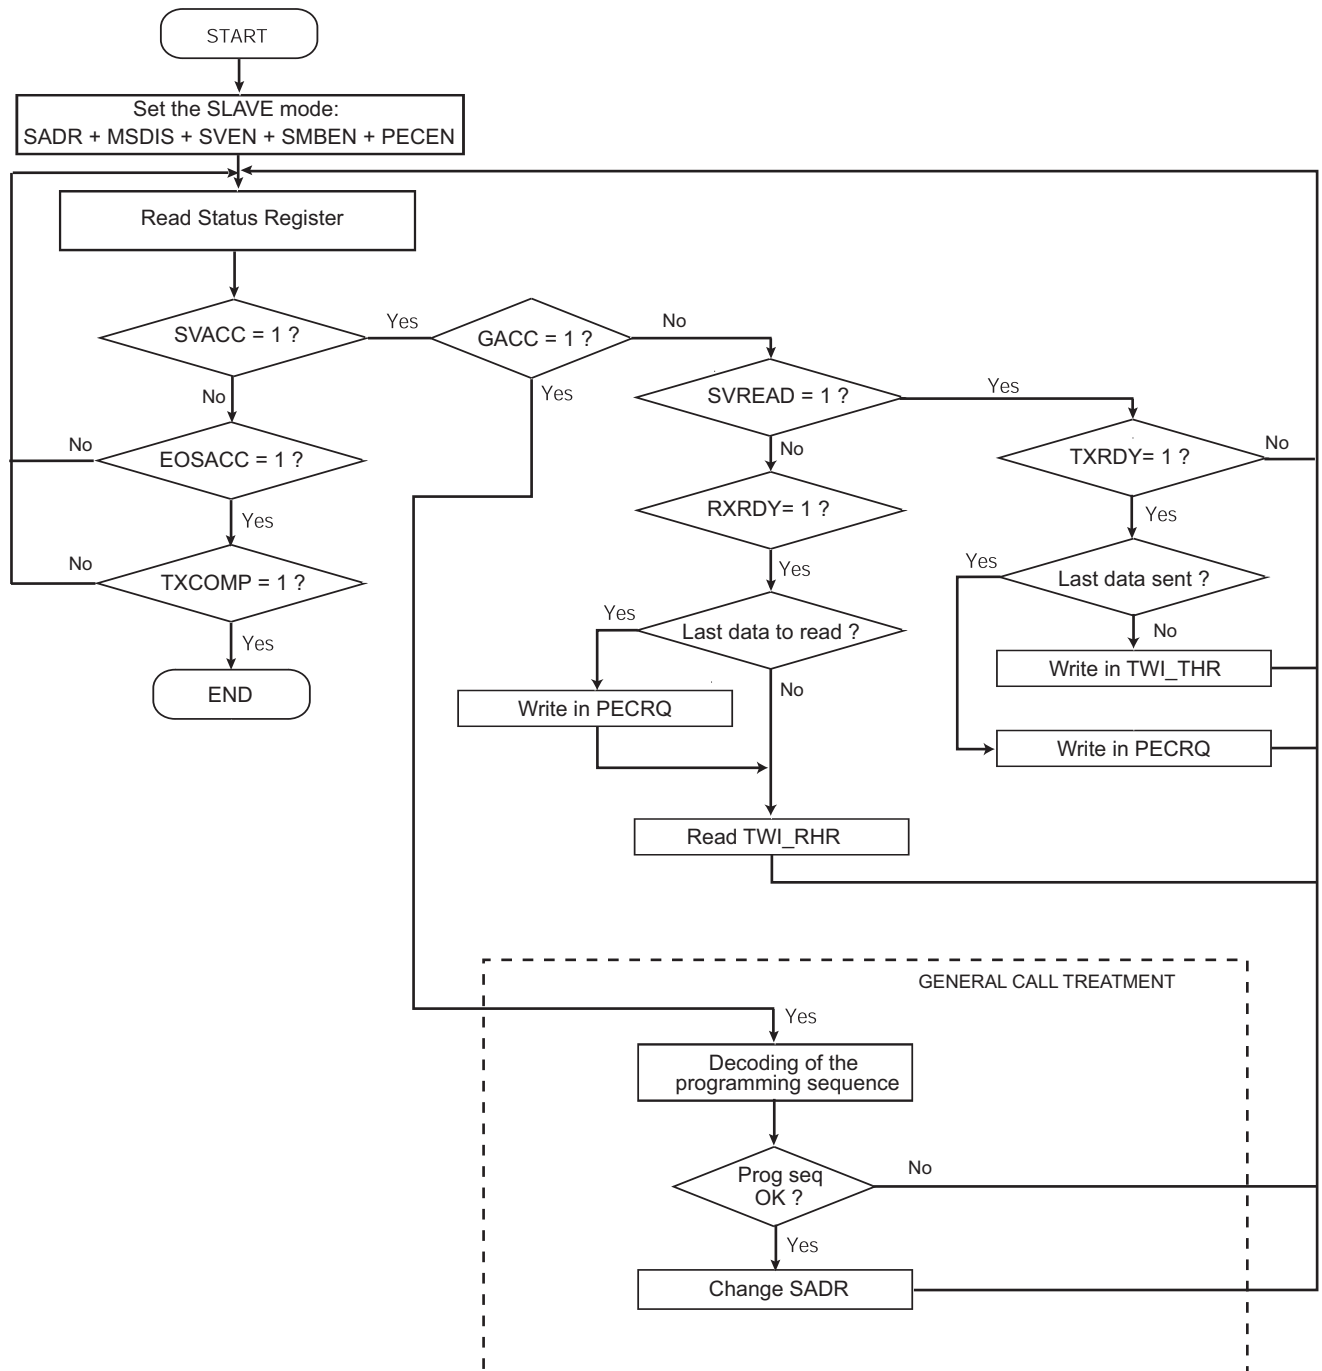 START
Set the SLAVE mode:
SADR + MSDIS + SVEN + SMBEN + PECEN
Read Status Register
SVACC = 1 ?
Yes
GACC = 1 ?
No
SVREAD = 1 ?
Yes
No
Yes
No
EOSACC = 1 ?
No
TXRDY= 1 ?
No
RXRDY= 1 ?
Yes
Yes
No
TXCOMP = 1 ?
Yes
Yes
Last data sent ?
Yes
Last data to read ?
No
Yes
END
No
Write in TWI_THR
Write in PECRQ
Write in PECRQ
Read TWI_RHR
GENERAL CALL TREATMENT
Yes
Decoding of the
programming sequence
Prog seq
OK ?
No
Yes
Change SADR